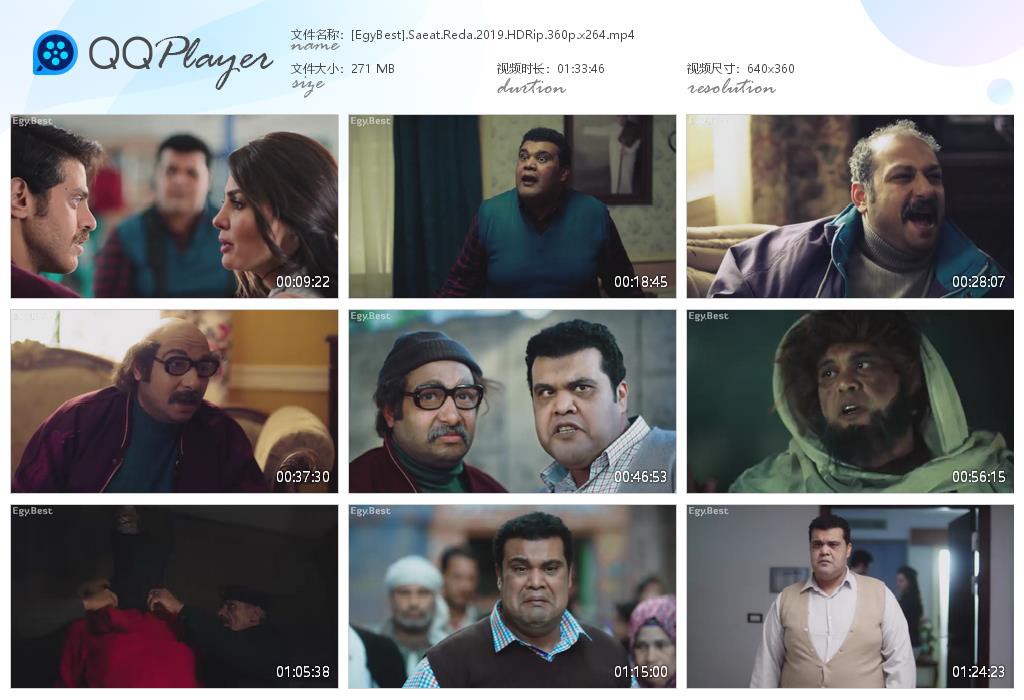 QQPlayer
文件名称: [EgyBest].Saeat.Reda.2019.HDRip.360p.x264.mp4
name
文件大小: 271 MB
size
视频时长: 01:33:46
durtion
视频尺寸: 640x360
resolution
Egy.Best
00:09:22
Egy.Best
00:18:45
00:28:07
00:37:30
Egy.Best
00:46:53
Egy.Best
00:56:15
Egy.Best
01:05:38
Egy.Best
01:15:00
Egy.Best
01:24:23